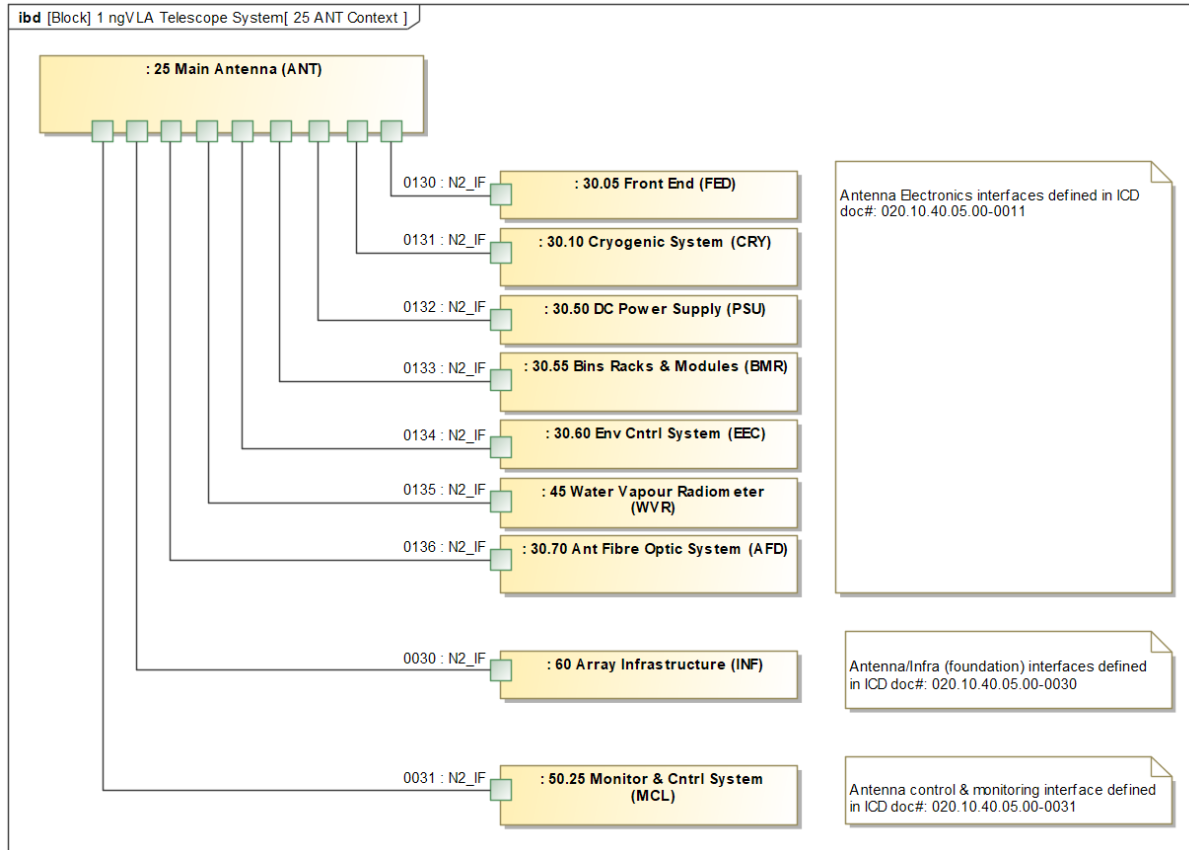 ibd [Block] 1 ngVLA Telescope System[ 25 ANT Context ]
: 25 Main Antenna (ANT)
0130 : N2_IF
: 30.05 Front End (FED)
0131 : N2_IF
: 30.10 Cryogenic System (CRY)
0132 : N2_IF
: 30.50 DC Power Supply (PSU)
0133 : N2_IF
: 30.55 Bins Racks & Modules (BMR)
0134 : N2_IF
: 30.60 Env Cntrl System (EEC)
0135 : N2_IF
: 45 Water Vapour Radiometer
(WVR)
0136 : N2_IF
: 30.70 Ant Fibre Optic System (AFD)
Antenna Electronics interfaces defined in ICD
doc#: 020.10.40.05.00-0011
0030 : N2_IF
: 60 Array Infrastructure (INF)
Antenna/Infra (foundation) interfaces defined
in ICD doc#: 020.10.40.05.00-0030
0031 : N2_IF
: 50.25 Monitor & Cntrl System
(MCL)
Antenna control & monitoring interface defined
in ICD doc#: 020.10.40.05.00-0031